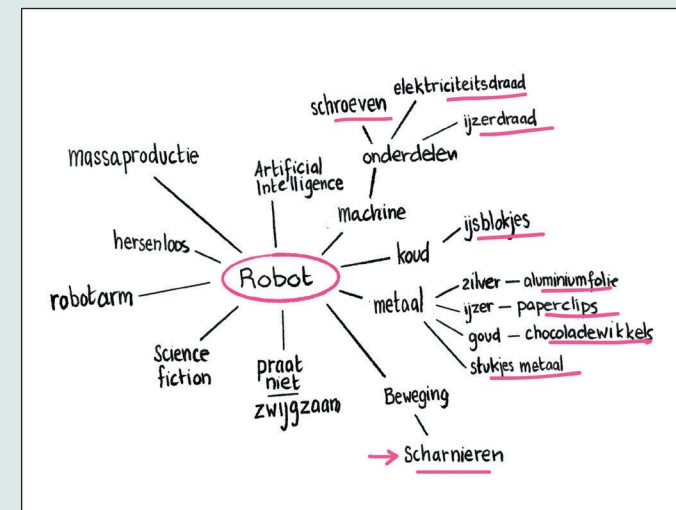 elektriciteitsdraad
schroeven
ijzerdraad
onderdelen
massaproductie
Artificial
Intelligence
machine
ijsblokjes
hersenloos
koud
Robot
zilver – aluminiumfolie
metaal
ijzer – paperclips
robotarm
goud – chocoladewikkels
stukjes metaal
Science
fiction
praat
niet
zwijgzaam
Beweging
→ Scharnieren